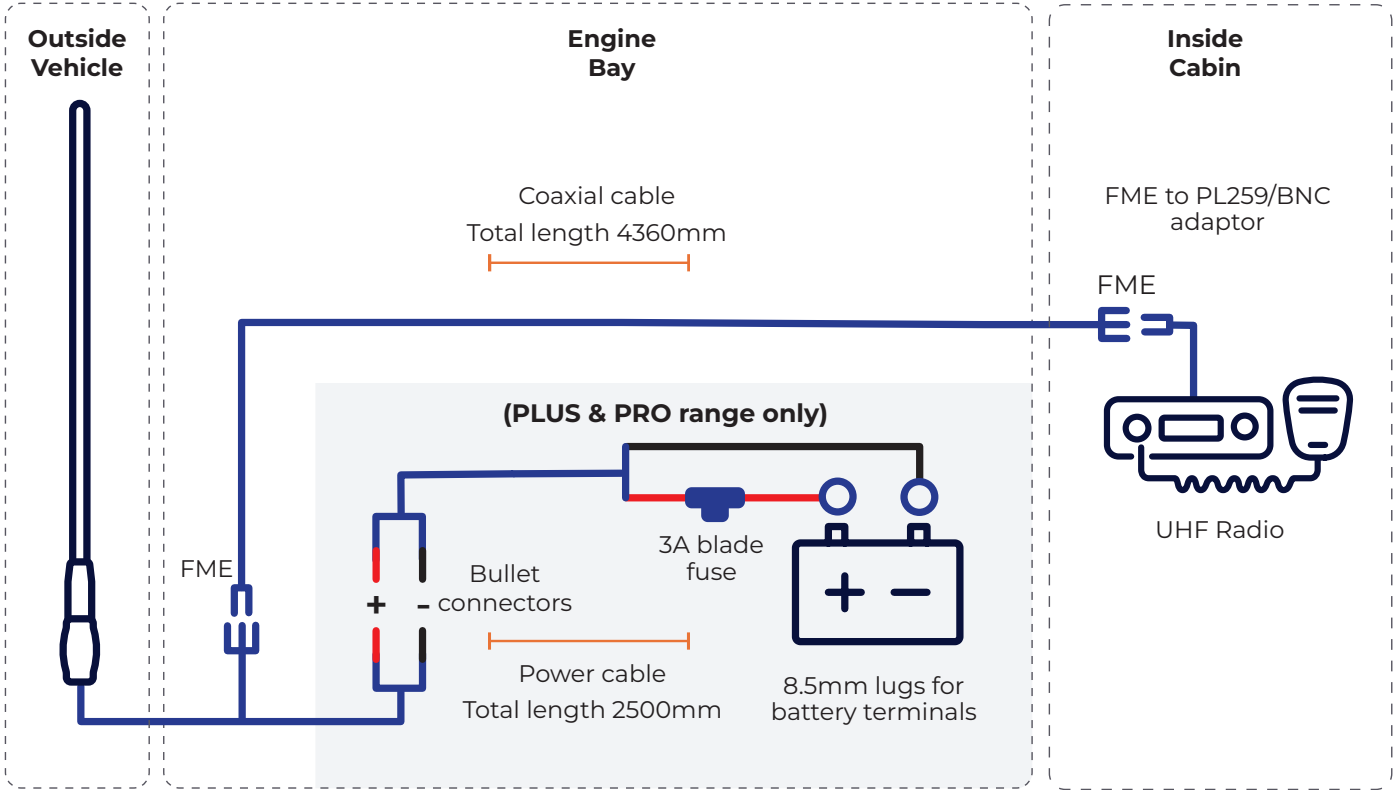 Outside
Vehicle
Engine
Bay
Inside
Cabin
Coaxial cable
Total length 4360mm
FME to PL259/BNC
adaptor
FME
(PLUS & PRO range only)
3A blade
fuse
UHF Radio
FME
Bullet
connectors
+
-
+
-
Power cable
Total length 2500mm
8.5mm lugs for
battery terminals